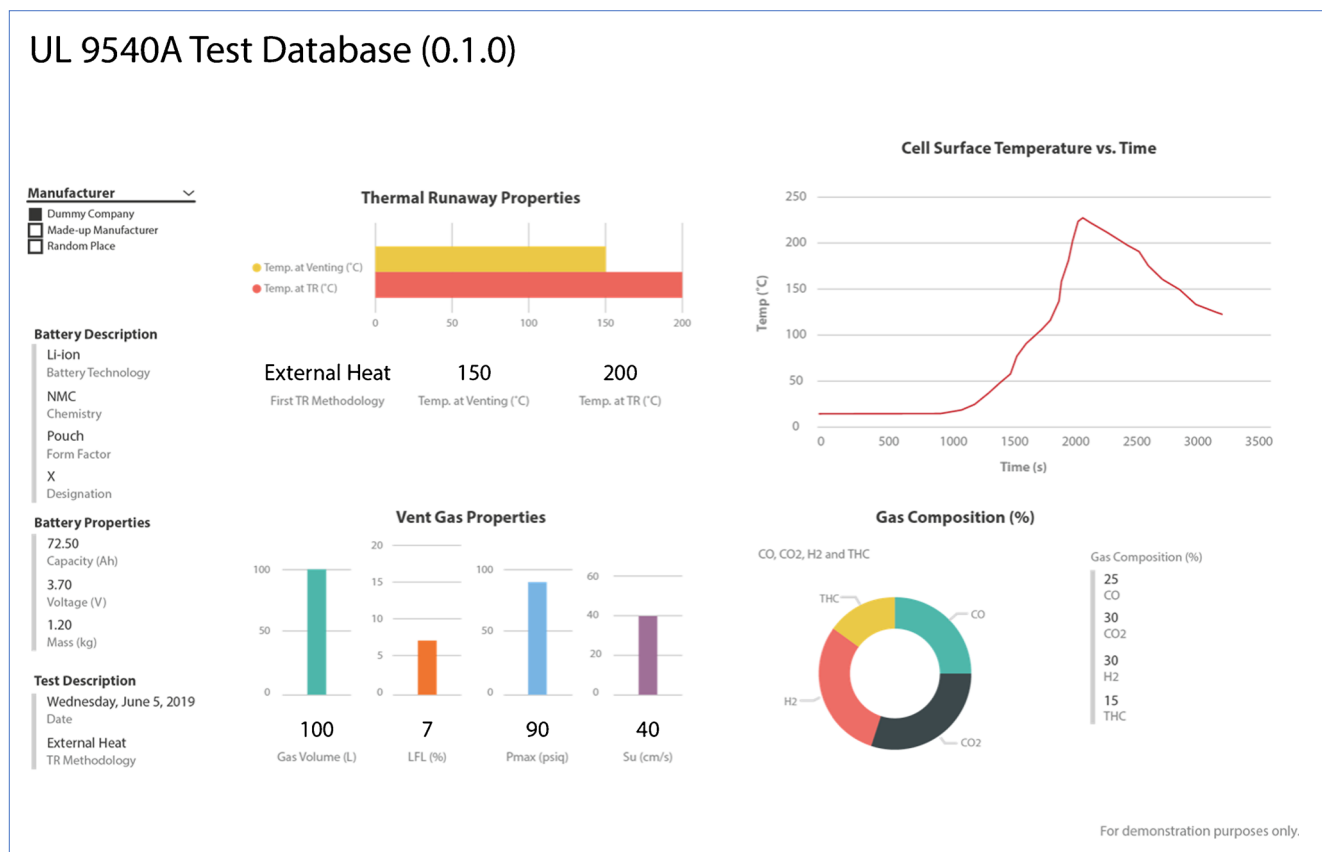 UL 9540A Test Database (0.1.0)
Manufacturer
Dummy Company
Made-up Manufacturer
Random Place
Battery Description
Li-ion
Battery Technology
NMC
Chemistry
Pouch
Form Factor
X
Designation
Battery Properties
72.50
Capacity (Ah)
3.70
Voltage (V)
1.20
Mass (kg)
Test Description
Wednesday, June 5, 2019
Date
External Heat
TR Methodology
Thermal Runaway Properties
Temp. at Venting (˚C)
Temp. at TR (˚C)
0 50 100 150 200
External Heat 150 200
First TR Methodology Temp. at Venting (˚C) Temp. at TR (˚C)
Cell Surface Temperature vs. Time
Temp (˚C)
250
200
150
100
50
0
0 500 1000 1500 2000 2500 3000 3500
Time (s)
Vent Gas Properties
100
50
0
20
15
10
5
0
100
50
0
60
40
20
0
100 7 90 40
Gas Volume (L) LFL (%) Pmax (psiq) Su (cm/s)
Gas Composition (%)
CO, CO2, H2 and THC
THC
CO
H2
CO2
Gas Composition (%)
25
CO
30
CO2
30
H2
15
THC
For demonstration purposes only.